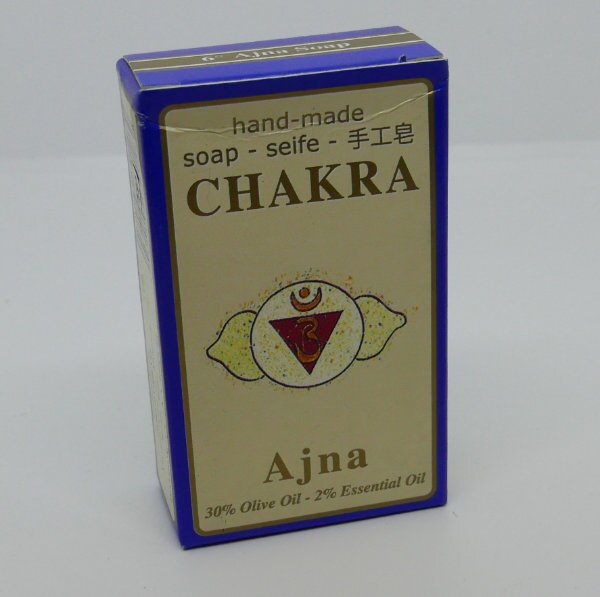 6° Ajna Soap
hand-made
soap - seife - 手工皂
CHAKRA
Ajna
30% Olive Oil - 2% Essential Oil